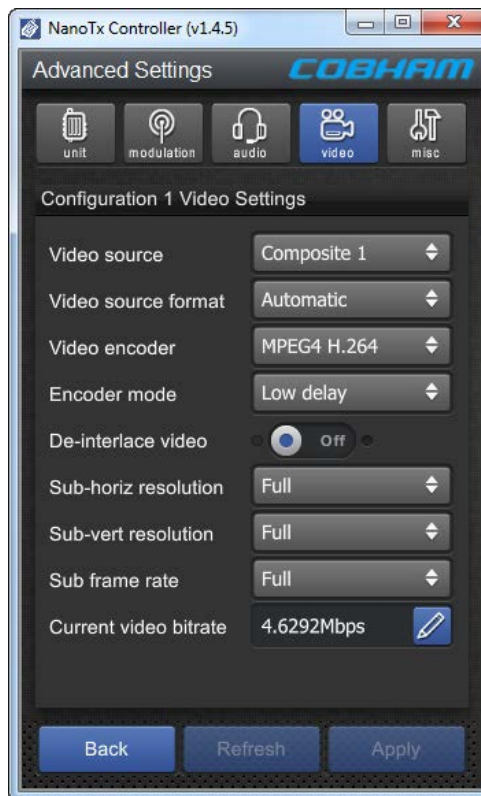 NanoTx Controller (v1.4.5)
Advanced Settings COBHAM
unit modulation audio video misc
Configuration 1 Video Settings
Video source Composite 1
Video source format Automatic
Video encoder MPEG4 H.264
Encoder mode Low delay
De-interlace video Off
Sub-horiz resolution Full
Sub-vert resolution Full
Sub frame rate Full
Current video bitrate 4.6292Mbps
Back Refresh Apply